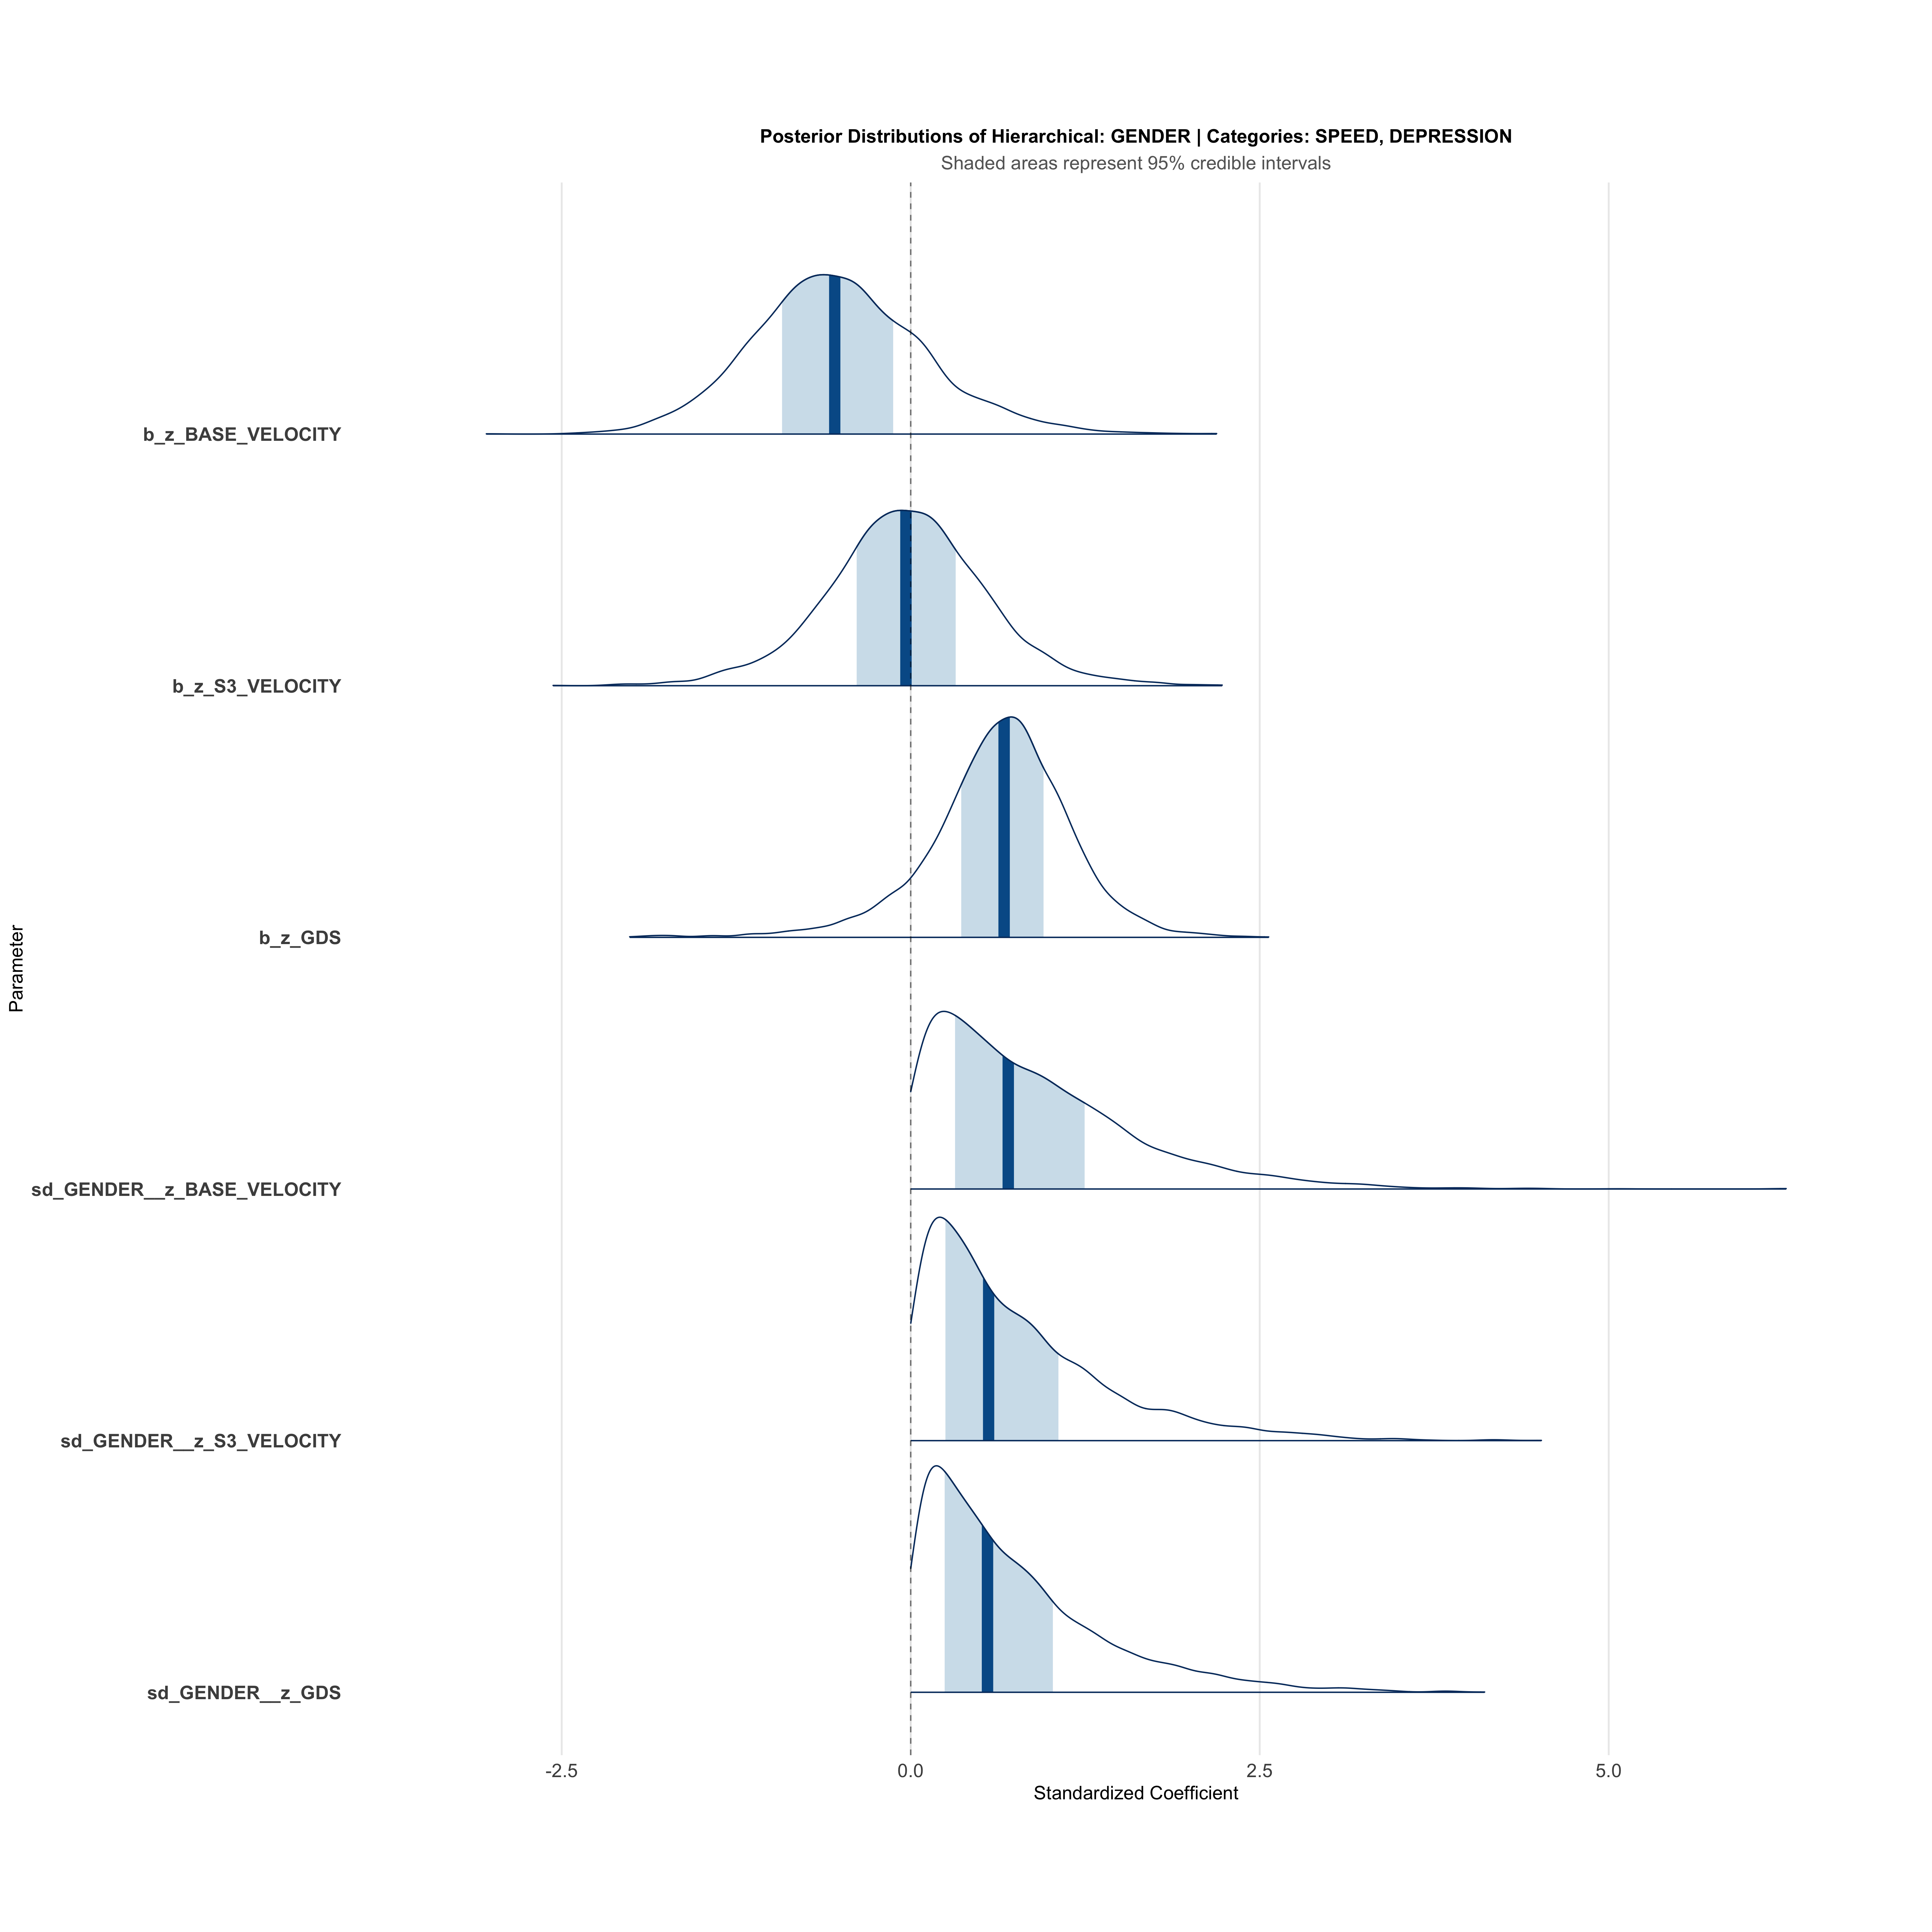 Posterior Distributions of Hierarchical: GENDER | Categories: SPEED, DEPRESSION
Shaded areas represent 95% credible intervals
Parameter
b_z_BASE_VELOCITY
b_z_S3_VELOCITY
b_z_GDS
sd_GENDER__z_BASE_VELOCITY
sd_GENDER__z_S3_VELOCITY
sd_GENDER__z_GDS
-2.5 0.0 2.5 5.0
Standardized Coefficient